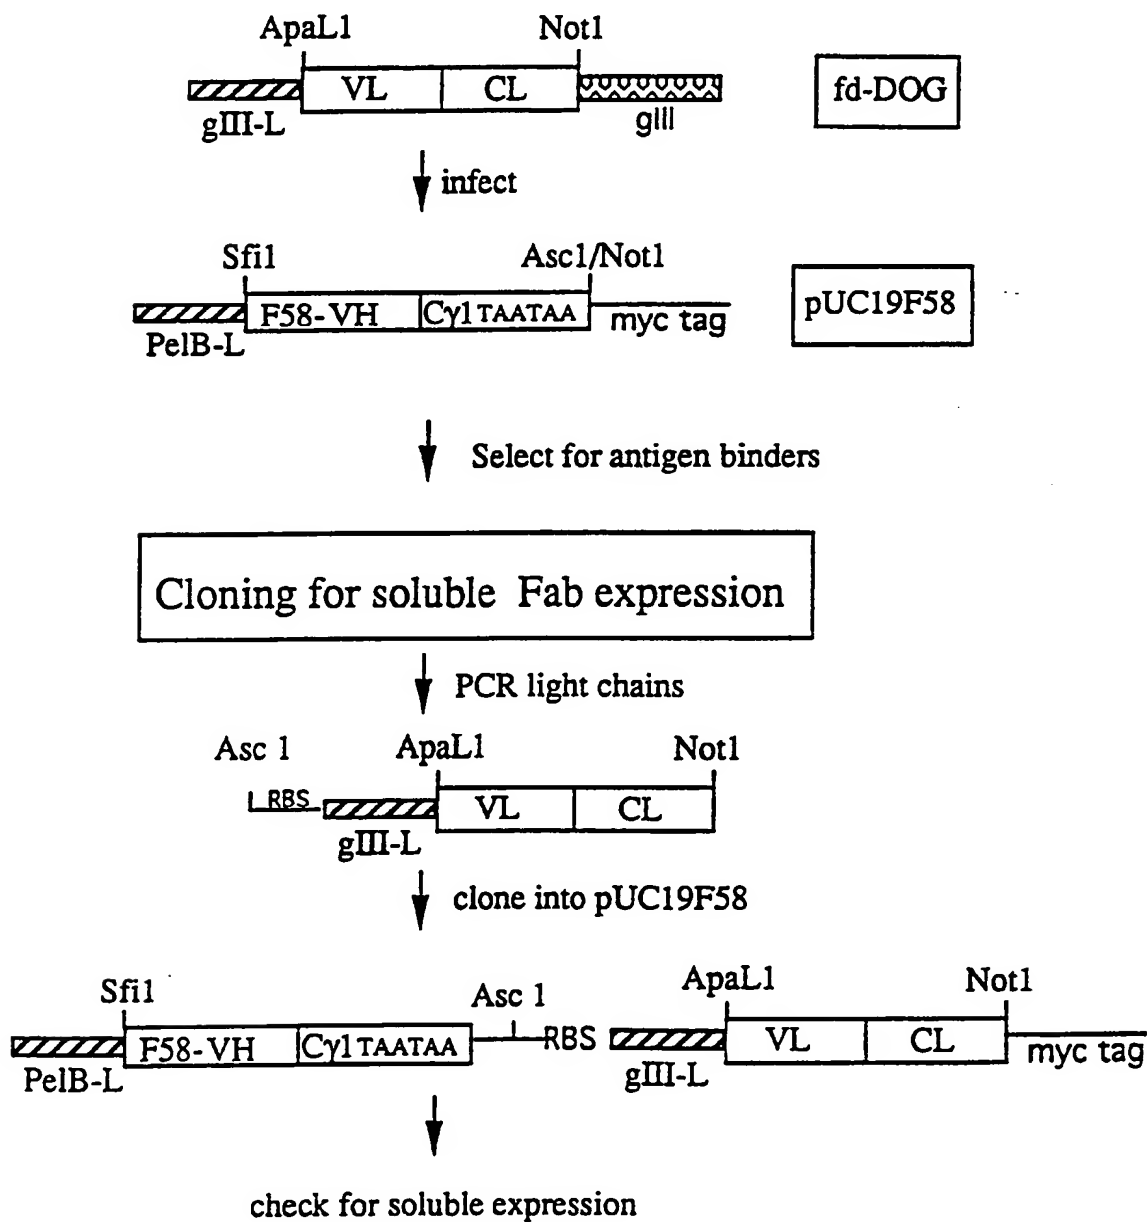 ApaL1 Not1
VL CL
gIII-L gIII
fd-DOG
infect
Sfi1 Asc1/Not1
F58-VH Cγ1 TAATAA
PelB-L myc tag
pUC19F58
Select for antigen binders
Cloning for soluble Fab expression
PCR light chains
Asc 1 ApaL1 Not1
RBS VL CL
gIII-L
clone into pUC19F58
Sfi1 Asc 1 ApaL1 Not1
F58-VH Cγ1 TAATAA RBS VL CL
PelB-L gIII-L myc tag
check for soluble expression